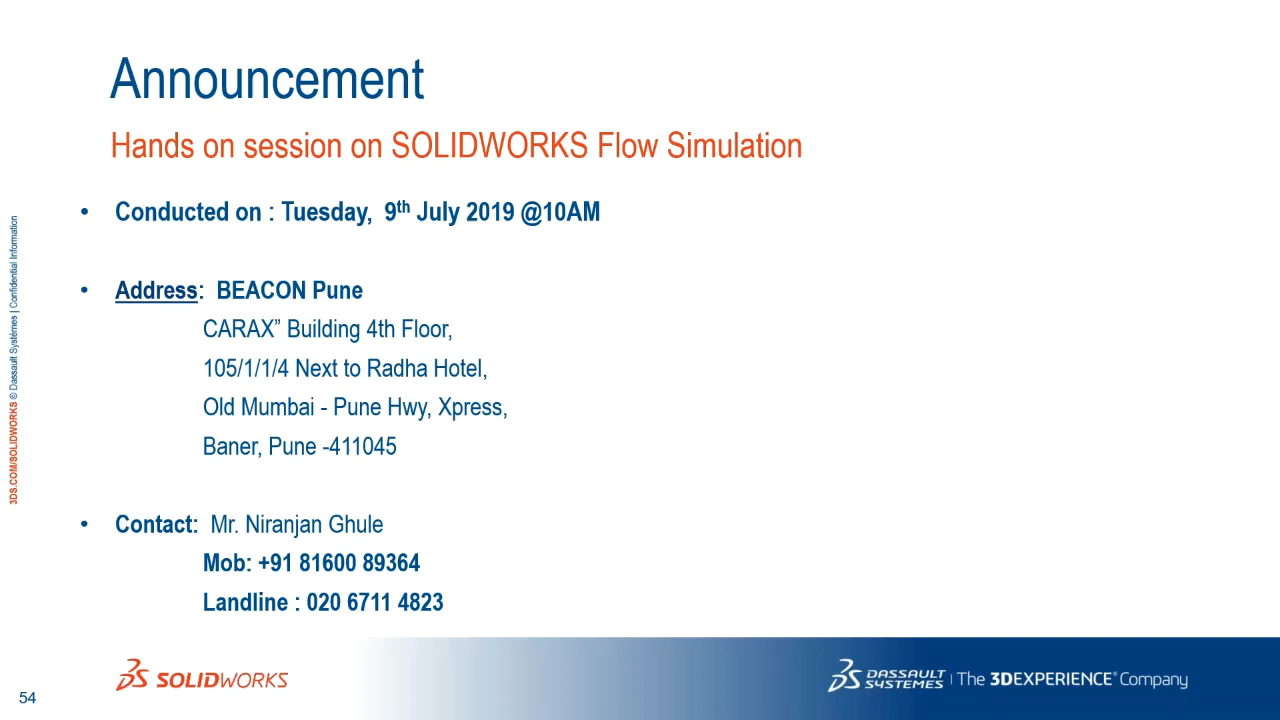 Announcement
Hands on session on SOLIDWORKS Flow Simulation
• Conducted on : Tuesday, 9th July 2019 @10AM
• Address: BEACON Pune
CARAX” Building 4th Floor,
105/1/1/4 Next to Radha Hotel,
Old Mumbai - Pune Hwy, Xpress,
Baner, Pune -411045
• Contact: Mr. Niranjan Ghule
Mob: +91 81600 89364
Landline : 020 6711 4823
3DS.COM/SOLIDWORKS © Dassault Systèmes | Confidential Information
54
3DS SOLIDWORKS
3DS DASSAULT SYSTEMES | The 3DEXPERIENCE® Company